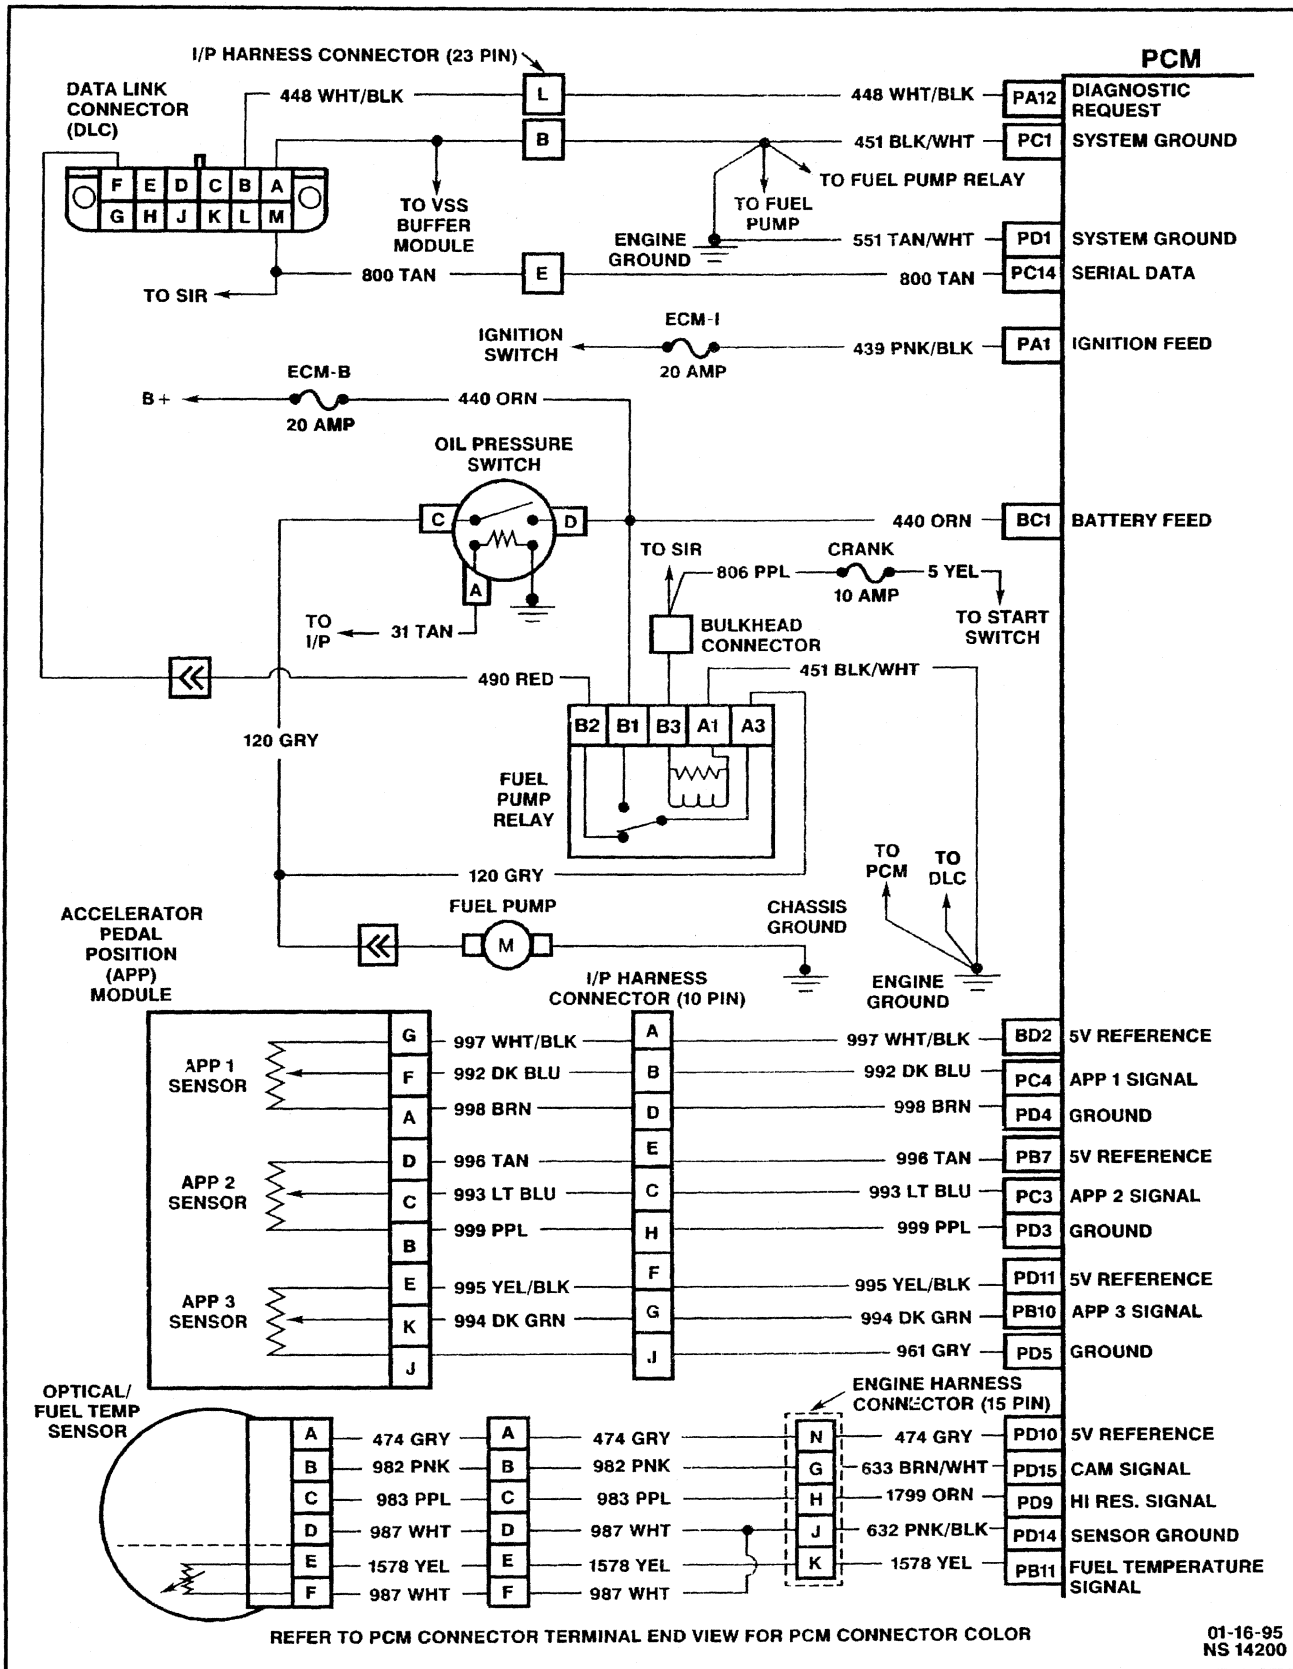 I/P HARNESS CONNECTOR (23 PIN)
PCM
DATA LINK
CONNECTOR
(DLC)
448 WHT/BLK
L
448 WHT/BLK
PA12
DIAGNOSTIC
REQUEST
B
451 BLK/WHT
PC1
SYSTEM GROUND
F E D C B A
G H J K L M
TO VSS
BUFFER
MODULE
TO FUEL PUMP RELAY
TO FUEL
PUMP
ENGINE
GROUND
551 TAN/WHT
PD1
SYSTEM GROUND
800 TAN
E
800 TAN
PC14
SERIAL DATA
TO SIR
ECM-I
IGNITION
SWITCH
20 AMP
439 PNK/BLK
PA1
IGNITION FEED
ECM-B
B +
20 AMP
440 ORN
OIL PRESSURE
SWITCH
C
D
A
440 ORN
BC1
BATTERY FEED
TO SIR
CRANK
806 PPL
10 AMP
5 YEL
TO START
SWITCH
TO
I/P
31 TAN
BULKHEAD
CONNECTOR
451 BLK/WHT
490 RED
120 GRY
B2 B1 B3 A1 A3
FUEL
PUMP
RELAY
TO
PCM
TO
DLC
120 GRY
ACCELERATOR
PEDAL
POSITION
(APP)
MODULE
FUEL PUMP
M
CHASSIS
GROUND
ENGINE
GROUND
I/P HARNESS
CONNECTOR (10 PIN)
APP 1
SENSOR
G
997 WHT/BLK
A
997 WHT/BLK
BD2
5V REFERENCE
F
992 DK BLU
B
992 DK BLU
PC4
APP 1 SIGNAL
A
998 BRN
D
998 BRN
PD4
GROUND
APP 2
SENSOR
D
996 TAN
E
996 TAN
PB7
5V REFERENCE
C
993 LT BLU
C
993 LT BLU
PC3
APP 2 SIGNAL
B
999 PPL
H
999 PPL
PD3
GROUND
APP 3
SENSOR
E
995 YEL/BLK
F
995 YEL/BLK
PD11
5V REFERENCE
K
994 DK GRN
G
994 DK GRN
PB10
APP 3 SIGNAL
J
J
961 GRY
PD5
GROUND
OPTICAL/
FUEL TEMP
SENSOR
ENGINE HARNESS
CONNECTOR (15 PIN)
A
474 GRY
A
474 GRY
N
474 GRY
PD10
5V REFERENCE
B
982 PNK
B
982 PNK
G
633 BRN/WHT
PD15
CAM SIGNAL
C
983 PPL
C
983 PPL
H
1799 ORN
PD9
HI RES. SIGNAL
D
987 WHT
D
987 WHT
J
632 PNK/BLK
PD14
SENSOR GROUND
E
1578 YEL
E
1578 YEL
K
1578 YEL
PB11
FUEL TEMPERATURE
SIGNAL
F
987 WHT
F
987 WHT
REFER TO PCM CONNECTOR TERMINAL END VIEW FOR PCM CONNECTOR COLOR
01-16-95
NS 14200